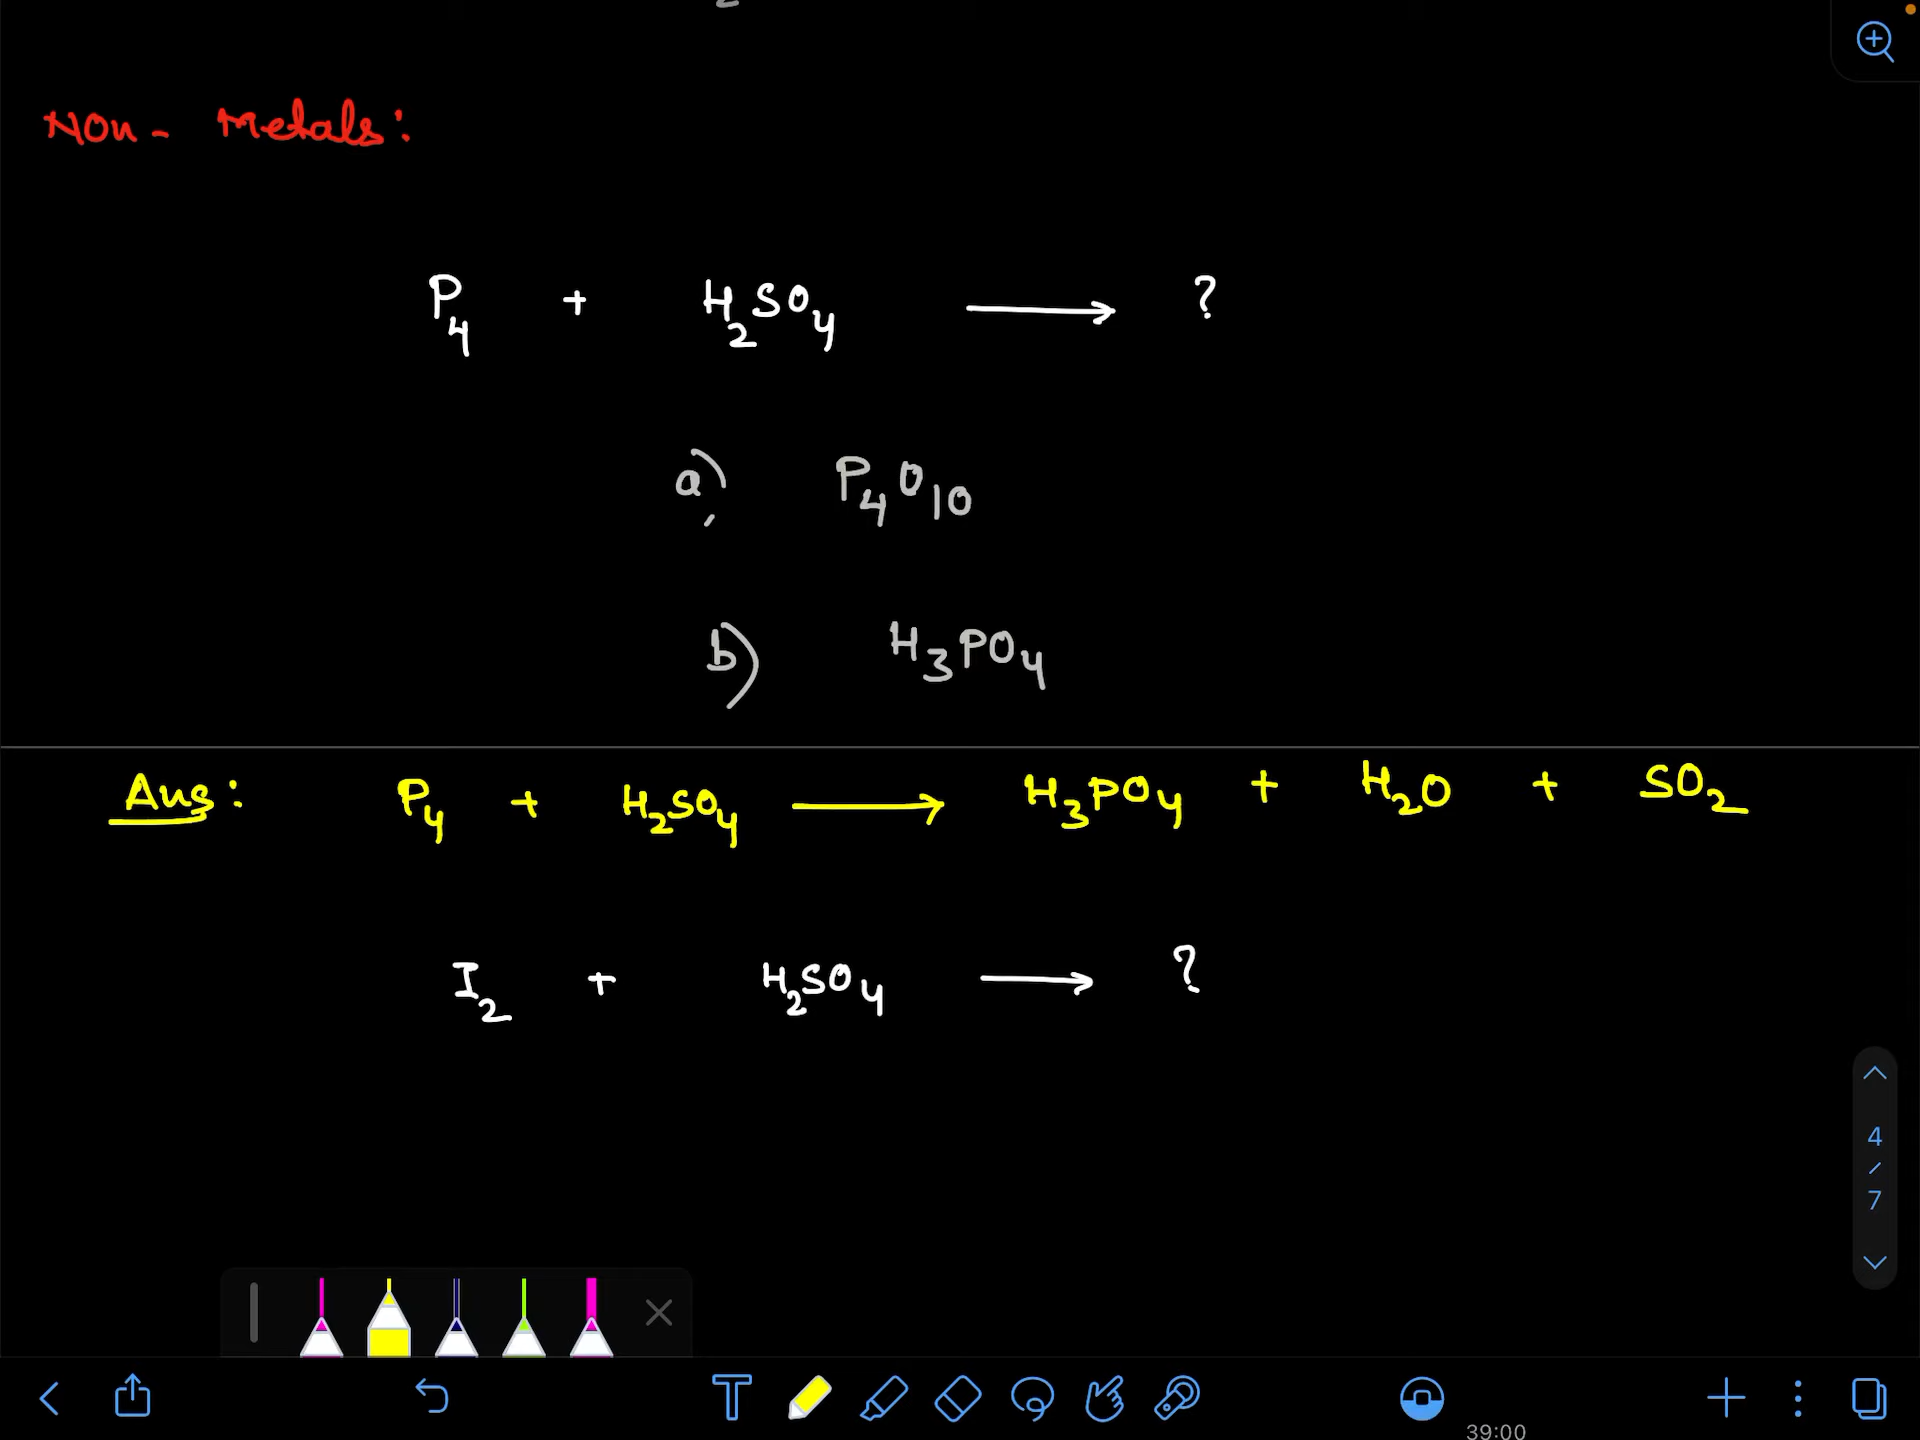 Non- Metals:
P₄ + H₂SO₄ ⟶ ?
a) P₄O₁₀
b) H₃PO₄
Ans: P₄ + H₂SO₄ ⟶ H₃PO₄ + H₂O + SO₂
I₂ + H₂SO₄ ⟶ ?
4
/
7
39:00